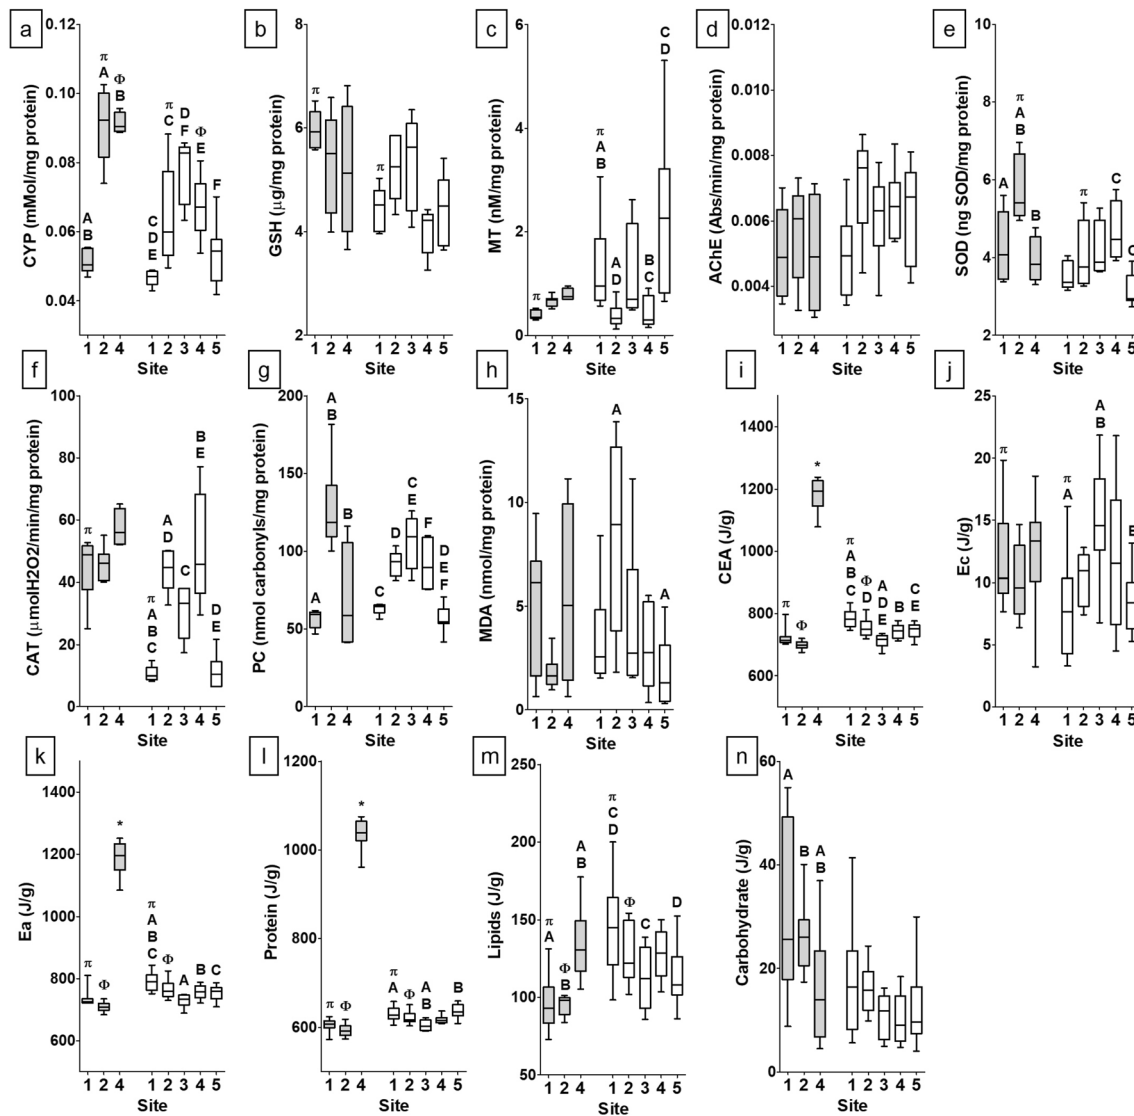 a
CYP (mMol/mg protein)
0.12
0.10
0.08
0.06
0.04
A
B
π
A
Φ
B
C
D
E
π
C
D
F
Φ
E
F
1 2 4 1 2 3 4 5
Site
b
GSH (μg/mg protein)
8
6
4
2
π
π
1 2 4 1 2 3 4 5
Site
c
MT (nM/mg protein)
6
4
2
0
π
π
A
B
A
D
B
C
C
D
1 2 4 1 2 3 4 5
Site
d
AChE (Abs/min/mg protein)
0.012
0.010
0.008
0.006
0.004
1 2 4 1 2 3 4 5
Site
e
SOD (ng SOD/mg protein)
10
8
6
4
2
A
π
A
B
B
π
C
C
1 2 4 1 2 3 4 5
Site
f
CAT (μmolH2O2/min/mg protein)
100
80
60
40
20
0
π
π
A
B
C
A
D
C
B
E
D
E
1 2 4 1 2 3 4 5
Site
g
PC (nmol carbonyls/mg protein)
200
150
100
50
0
A
A
B
B
C
D
C
E
F
D
E
F
1 2 4 1 2 3 4 5
Site
h
MDA (nmol/mg protein)
15
10
5
0
A
A
1 2 4 1 2 3 4 5
Site
i
CEA (J/g)
1400
1200
1000
800
600
π
Φ
*
π
A
B
C
Φ
D
A
D
E
B
C
E
1 2 4 1 2 3 4 5
Site
j
Ec (J/g)
25
20
15
10
5
0
π
π
A
A
B
B
1 2 4 1 2 3 4 5
Site
k
Ea (J/g)
1400
1200
1000
800
600
π
Φ
*
π
A
B
C
Φ
A
B
C
1 2 4 1 2 3 4 5
Site
l
Protein (J/g)
1200
1000
800
600
π
Φ
*
π
A
Φ
A
B
B
1 2 4 1 2 3 4 5
Site
m
Lipids (J/g)
250
200
150
100
50
π
A
Φ
B
A
B
π
C
D
Φ
C
D
1 2 4 1 2 3 4 5
Site
n
Carbohydrate (J/g)
60
40
20
0
A
B
A
B
1 2 4 1 2 3 4 5
Site